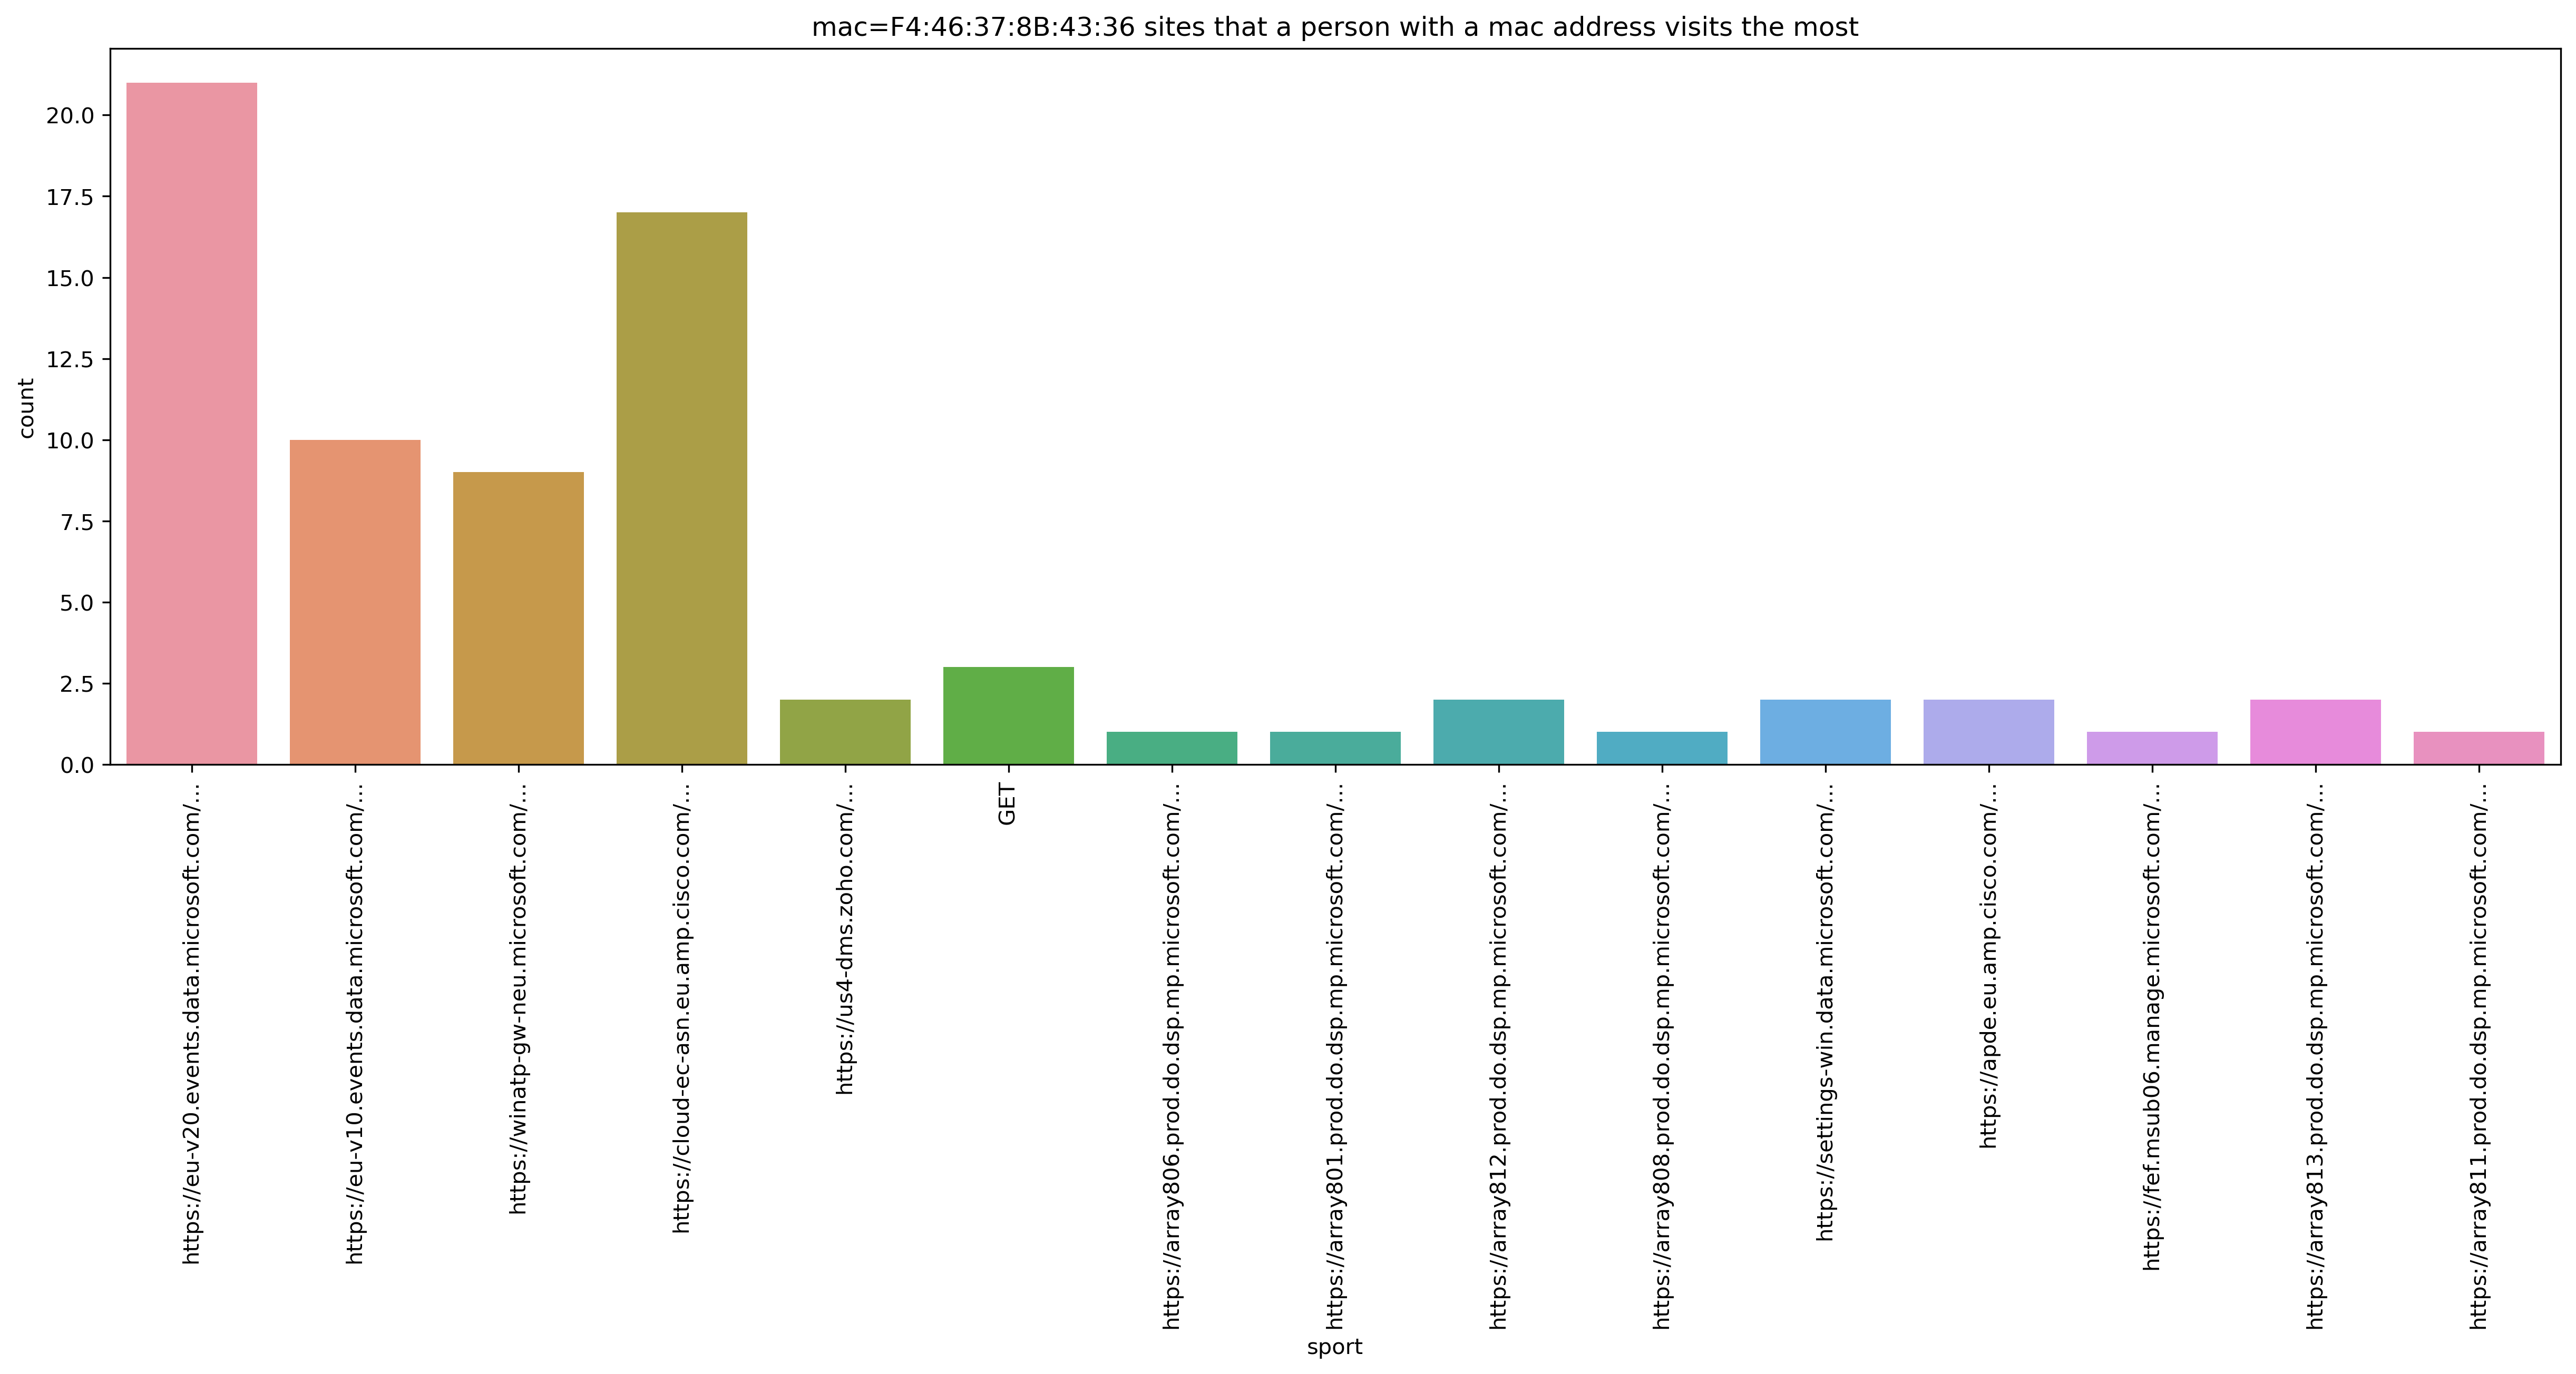 mac=F4:46:37:8B:43:36 sites that a person with a mac address visits the most
count
20.0
17.5
15.0
12.5
10.0
7.5
5.0
2.5
0.0
https://eu-v20.events.data.microsoft.com/...
https://eu-v10.events.data.microsoft.com/...
https://winatp-gw-neu.microsoft.com/...
https://cloud-ec-asn.eu.amp.cisco.com/...
https://us4-dms.zoho.com/...
GET
https://array806.prod.do.dsp.mp.microsoft.com/...
https://array801.prod.do.dsp.mp.microsoft.com/...
https://array812.prod.do.dsp.mp.microsoft.com/...
https://array808.prod.do.dsp.mp.microsoft.com/...
https://settings-win.data.microsoft.com/...
https://apde.eu.amp.cisco.com/...
https://fef.msub06.manage.microsoft.com/...
https://array813.prod.do.dsp.mp.microsoft.com/...
https://array811.prod.do.dsp.mp.microsoft.com/...
sport